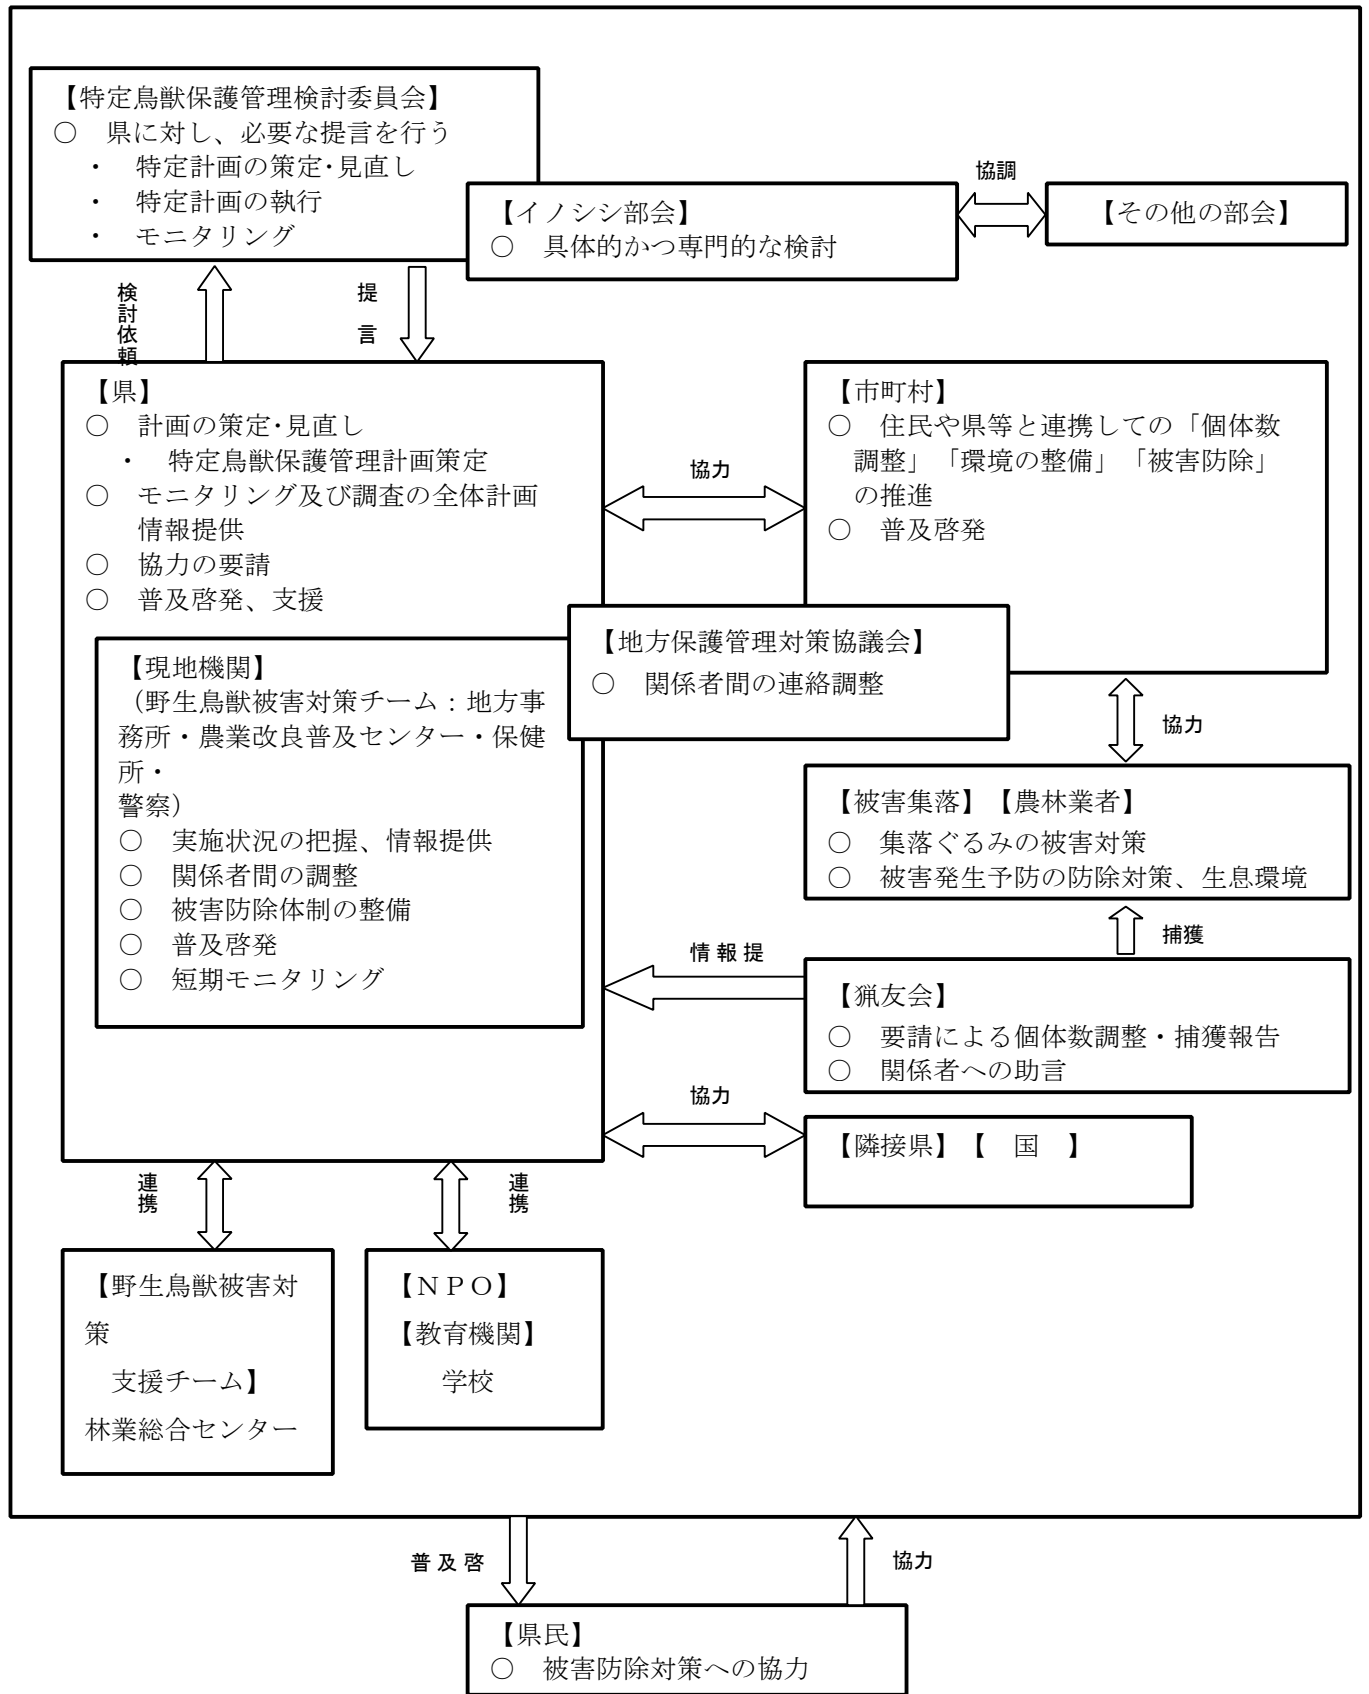 【特定鳥獣保護管理検討委員会】
○　県に対し、必要な提言を行う
・　特定計画の策定･見直し
・　特定計画の執行
・　モニタリング
【イノシシ部会】
○　具体的かつ専門的な検討
協調
【その他の部会】
検討依頼
提言
【県】
○　計画の策定･見直し
・　特定鳥獣保護管理計画策定
○　モニタリング及び調査の全体計画
情報提供
○　協力の要請
○　普及啓発、支援
協力
【市町村】
○　住民や県等と連携しての「個体数
調整」「環境の整備」「被害防除」
の推進
○　普及啓発
【地方保護管理対策協議会】
○　関係者間の連絡調整
【現地機関】
（野生鳥獣被害対策チーム：地方事
務所・農業改良普及センター・保健
所・
警察）
○　実施状況の把握、情報提供
○　関係者間の調整
○　被害防除体制の整備
○　普及啓発
○　短期モニタリング
協力
【被害集落】【農林業者】
○　集落ぐるみの被害対策
○　被害発生予防の防除対策、生息環境
捕獲
情報提
【猟友会】
○　要請による個体数調整・捕獲報告
○　関係者への助言
協力
【隣接県】【　国　】
連携
連携
【野生鳥獣被害対
策
支援チーム】
林業総合センター
【ＮＰＯ】
【教育機関】
学校
普及啓
協力
【県民】
○　被害防除対策への協力